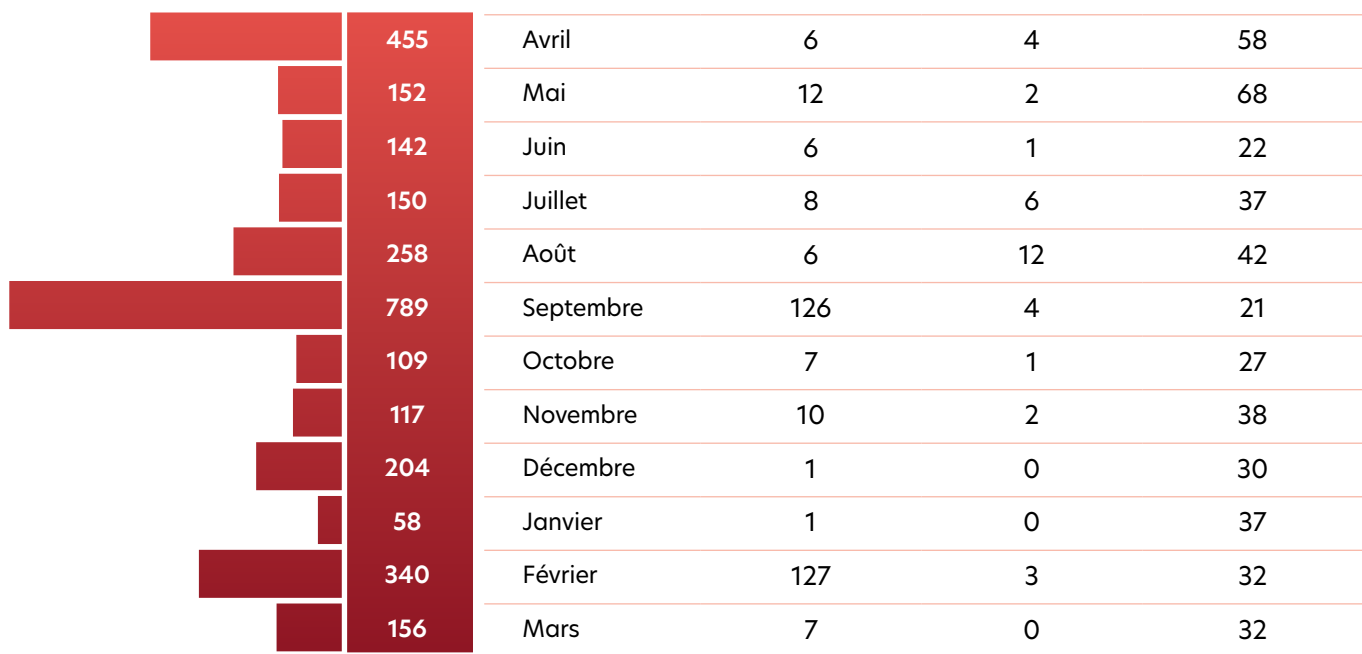 455 Avril 6 4 58
152 Mai 12 2 68
142 Juin 6 1 22
150 Juillet 8 6 37
258 Août 6 12 42
789 Septembre 126 4 21
109 Octobre 7 1 27
117 Novembre 10 2 38
204 Décembre 1 0 30
58 Janvier 1 0 37
340 Février 127 3 32
156 Mars 7 0 32